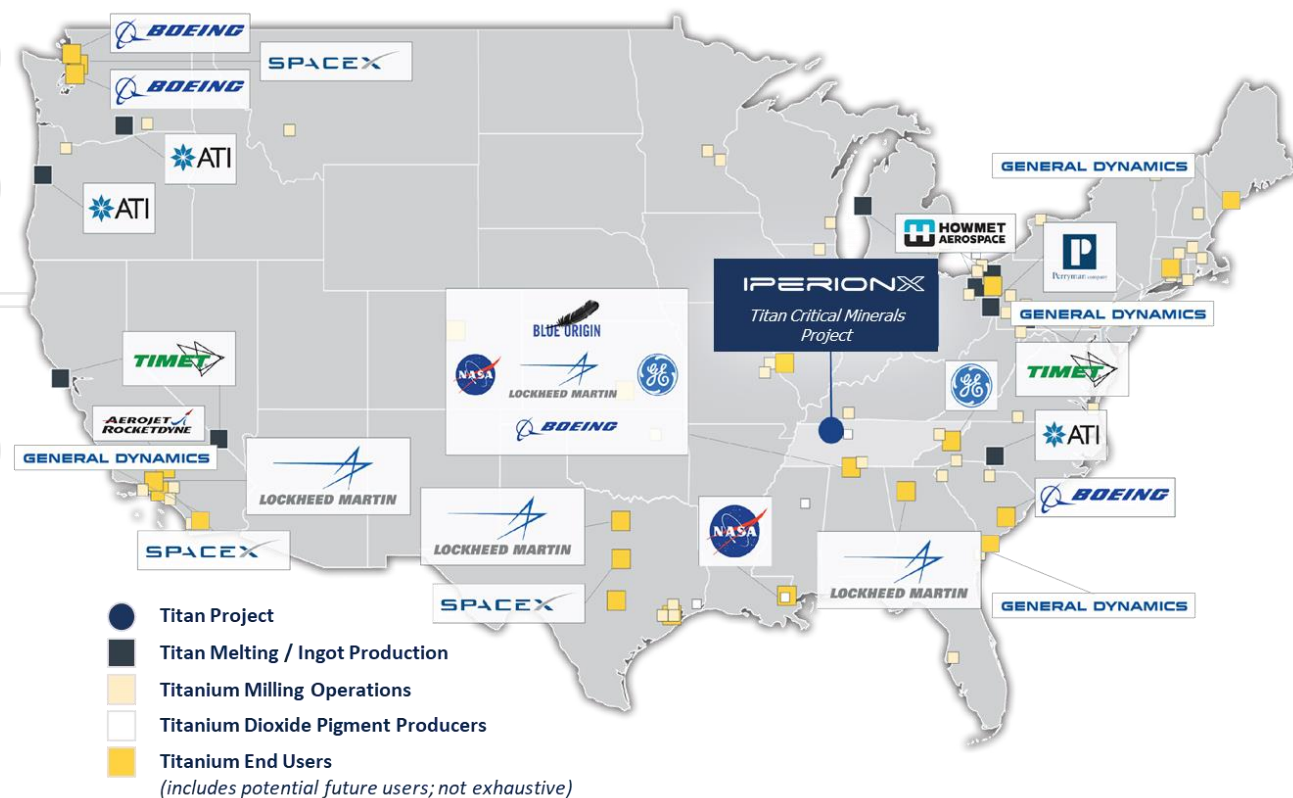 BOEING
SPACEX
BOEING
ATI
ATI
GENERAL DYNAMICS
HOWMET
AEROSPACE
P
Perryman company
IPERIONX
Titan Critical Minerals
Project
GENERAL DYNAMICS
BLUE ORIGIN
NASA
LOCKHEED MARTIN
GE
BOEING
TIMET
TIMET
GE
AEROJET
ROCKETDYNE
ATI
GENERAL DYNAMICS
LOCKHEED MARTIN
BOEING
LOCKHEED MARTIN
NASA
SPACEX
LOCKHEED MARTIN
SPACEX
GENERAL DYNAMICS
Titan Project
Titan Melting / Ingot Production
Titanium Milling Operations
Titanium Dioxide Pigment Producers
Titanium End Users
(includes potential future users; not exhaustive)